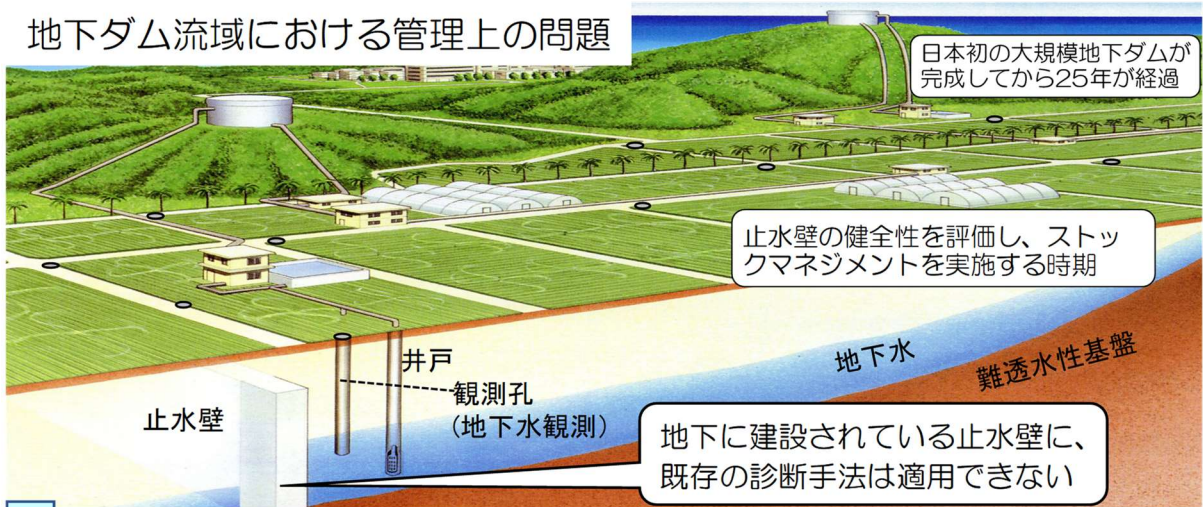 地下ダム流域における管理上の問題
日本初の大規模地下ダムが
完成してから25年が経過
止水壁の健全性を評価し、ストッ
クマネジメントを実施する時期
地下水
難透水性基盤
井戸
観測孔
(地下水観測)
止水壁
地下に建設されている止水壁に、
既存の診断手法は適用できない